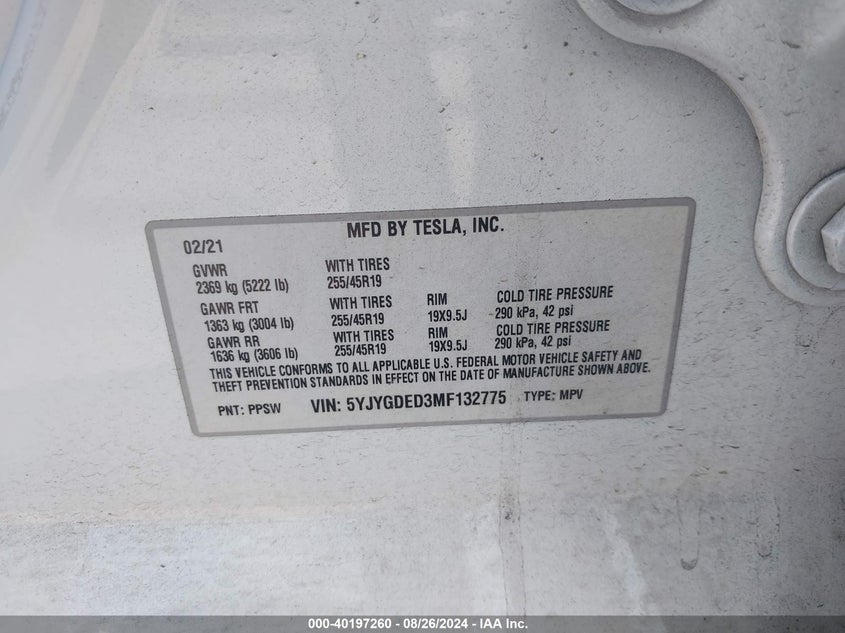 MFD BY TESLA, INC.
02/21
GVWR WITH TIRES
2369 kg (5222 lb) 255/45R19
GAWR FRT WITH TIRES RIM COLD TIRE PRESSURE
1363 kg (3004 lb) 255/45R19 19X9.5J 290 kPa, 42 psi
GAWR RR WITH TIRES RIM COLD TIRE PRESSURE
1636 kg (3606 lb) 255/45R19 19X9.5J 290 kPa, 42 psi
THIS VEHICLE CONFORMS TO ALL APPLICABLE U.S. FEDERAL MOTOR VEHICLE SAFETY AND
THEFT PREVENTION STANDARDS IN EFFECT ON THE DATE OF MANUFACTURE SHOWN ABOVE.
PNT: PPSW VIN: 5YJYGDED3MF132775 TYPE: MPV
000-40197260 - 08/26/2024 - IAA Inc.